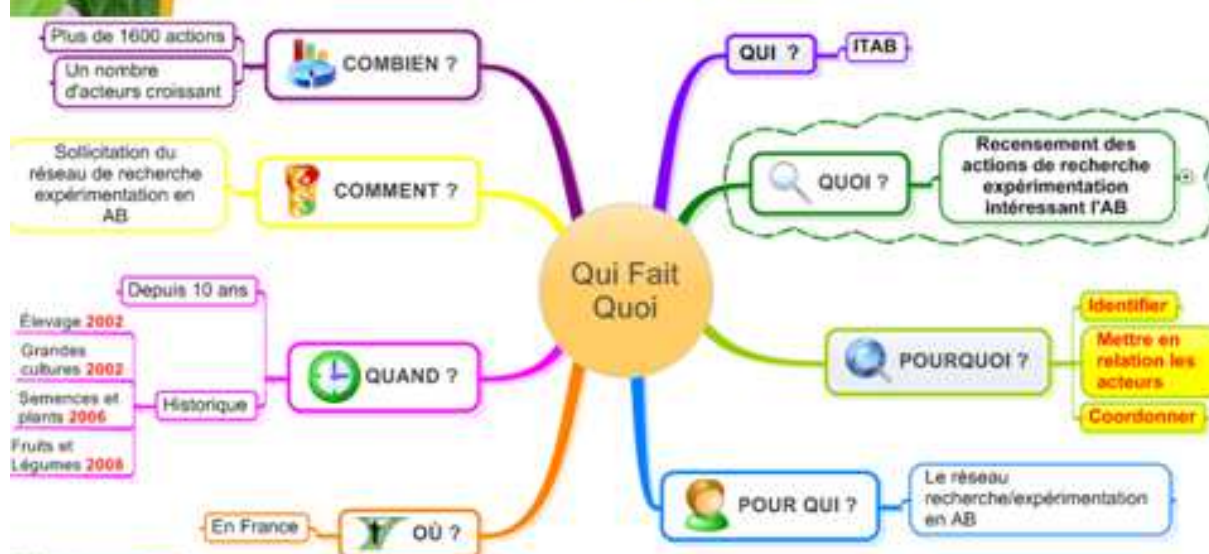 Qui Fait
Quoi
QUI ?
ITAB
QUOI ?
Recensement des
actions de recherche
expérimentation
intéressant l'AB
POURQUOI ?
Identifier
Mettre en
relation les
acteurs
Coordonner
POUR QUI ?
Le réseau
recherche/expérimentation
en AB
OÙ ?
En France
QUAND ?
Depuis 10 ans
Historique
Élevage 2002
Grandes
cultures 2002
Semences et
plants 2006
Fruits et
Légumes 2008
COMMENT ?
Sollicitation du
réseau de recherche
expérimentation en
AB
COMBIEN ?
Plus de 1600 actions
Un nombre
d'acteurs croissant